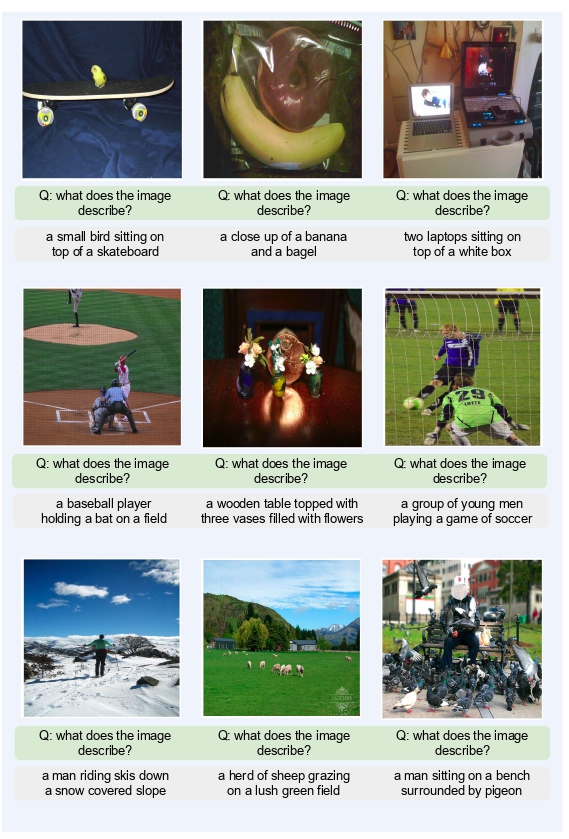 Q: what does the image
describe?
Q: what does the image
describe?
Q: what does the image
describe?
a small bird sitting on
top of a skateboard
a close up of a banana
and a bagel
two laptops sitting on
top of a white box
29
LOTTE
Q: what does the image
describe?
Q: what does the image
describe?
Q: what does the image
describe?
a baseball player
holding a bat on a field
a wooden table topped with
three vases filled with flowers
a group of young men
playing a game of soccer
Q: what does the image
describe?
Q: what does the image
describe?
Q: what does the image
describe?
a man riding skis down
a snow covered slope
a herd of sheep grazing
on a lush green field
a man sitting on a bench
surrounded by pigeon